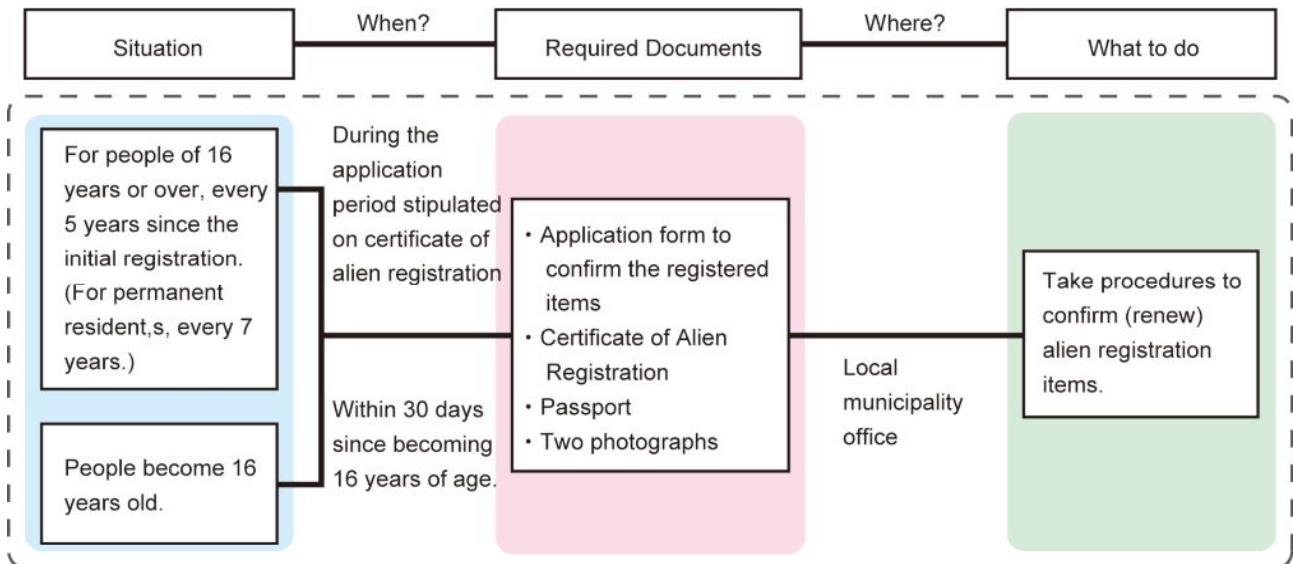 Situation
When?
Required Documents
Where?
What to do
For people of 16
years or over, every
5 years since the
initial registration.
(For permanent
resident,s, every 7
years.)
People become 16
years old.
During the
application
period stipulated
on certificate of
alien registration
Within 30 days
since becoming
16 years of age.
・Application form to
confirm the registered
items
・Certificate of Alien
Registration
・Passport
・Two photographs
Local
municipality
office
Take procedures to
confirm (renew)
alien registration
items.